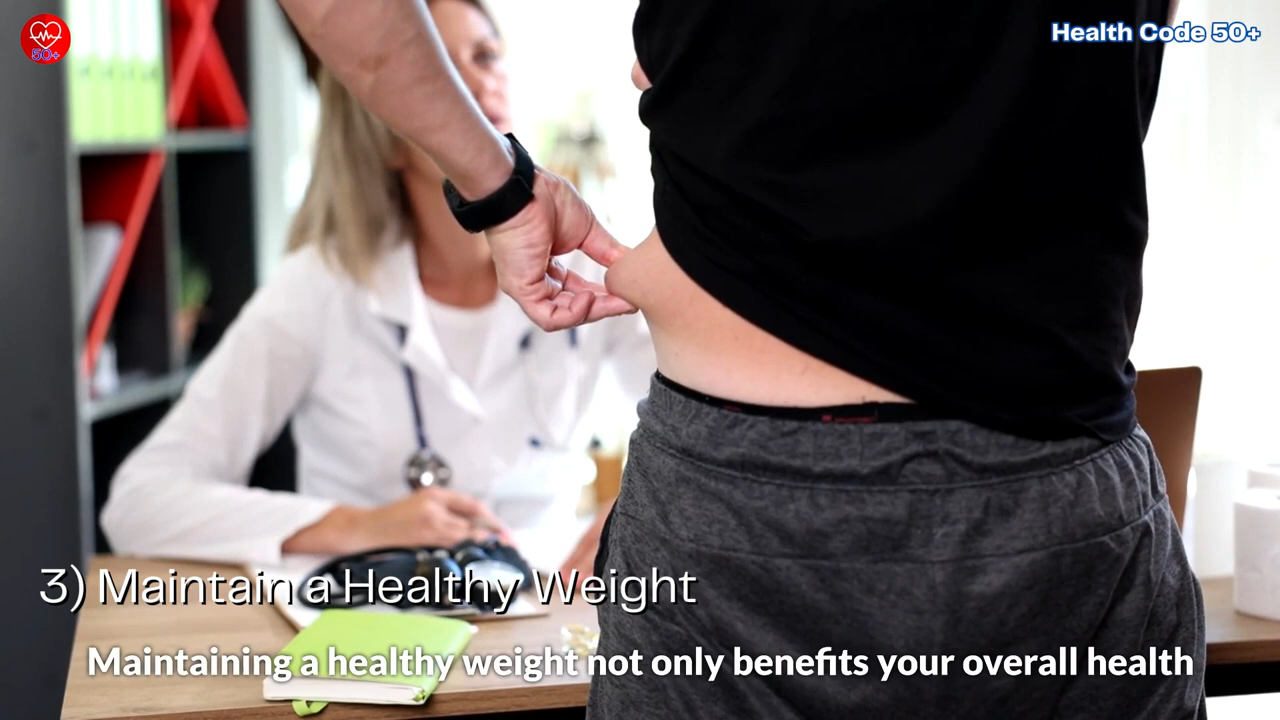 50+
Health Code 50+
3) Maintain a Healthy Weight
Maintaining a healthy weight not only benefits your overall health